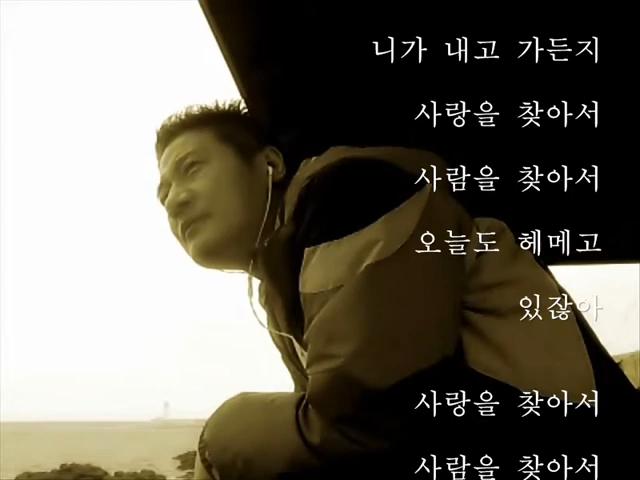 니가 내고 가든지
사랑을 찾아서
사람을 찾아서
오늘도 헤메고
있잖아
사랑을 찾아서
사람을 찾아서